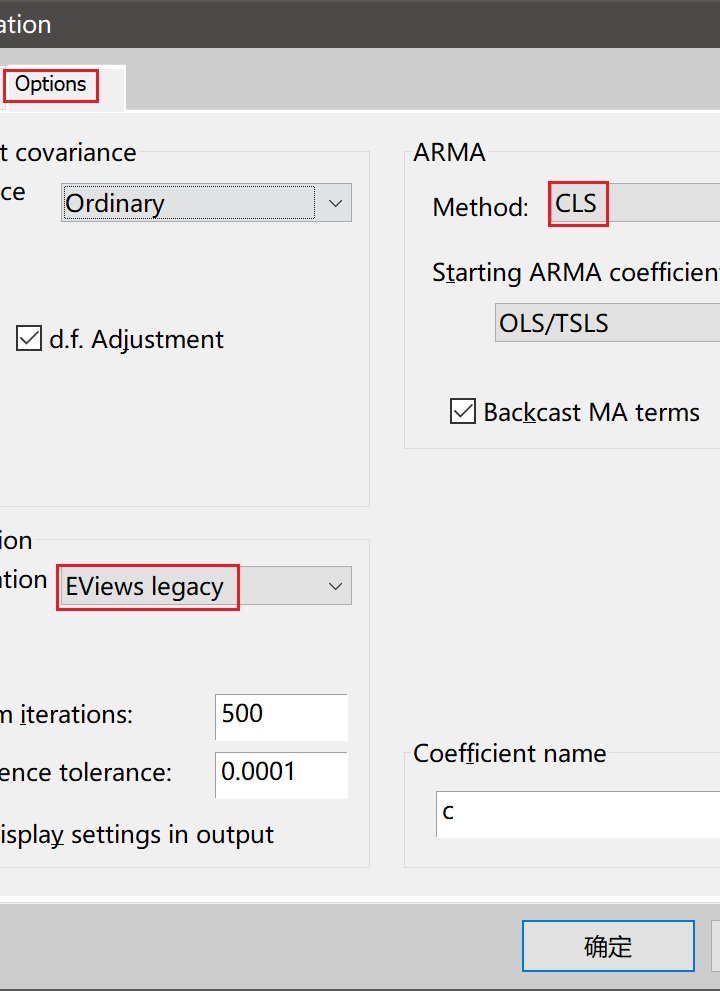 ation
Options
t covariance
ce
Ordinary
d.f. Adjustment
ARMA
Method:
CLS
Starting ARMA coefficien
OLS/TSLS
Backcast MA terms
ion
ation
EViews legacy
m iterations:
500
ence tolerance:
0.0001
isplay settings in output
Coefficient name
c
确定